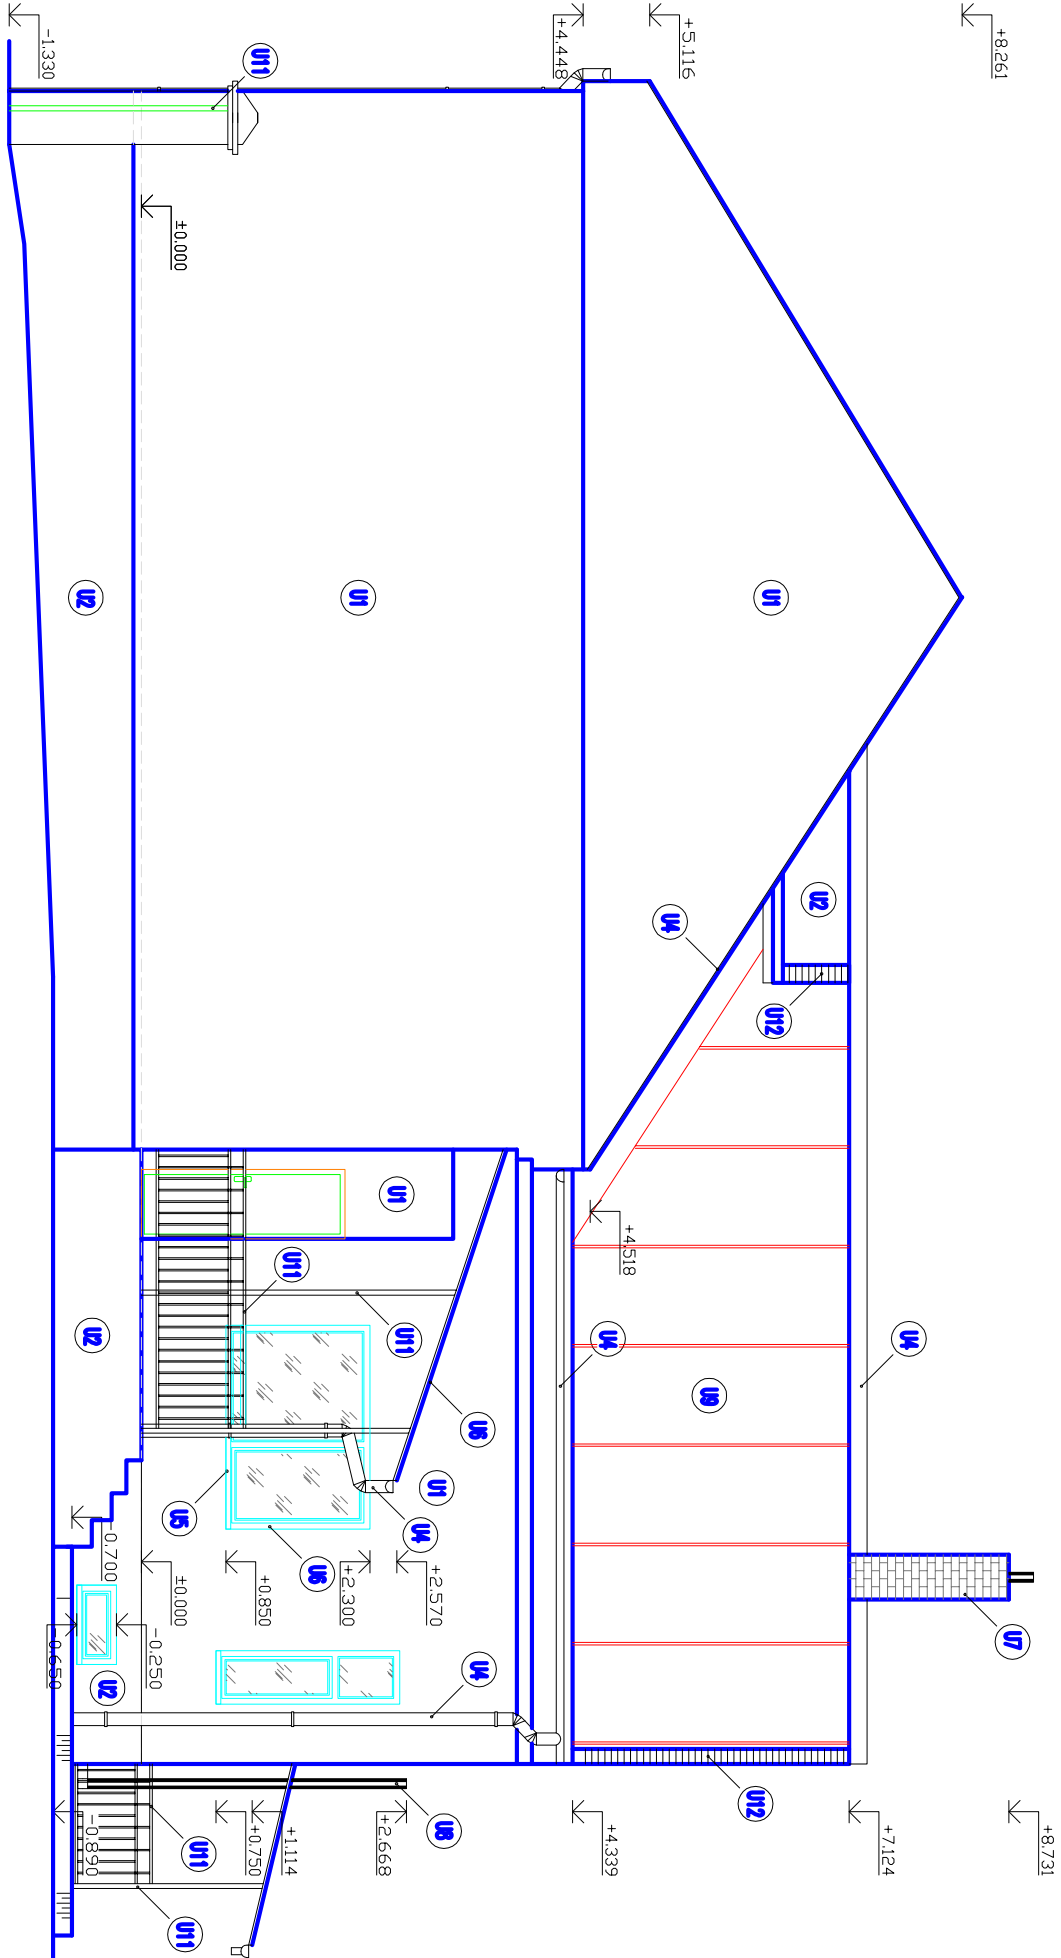 -1.330
+4.448
+5.116
+8.261
U11
±0.000
U2
U1
U1
U2
U4
U12
U1
+4.518
U11
U11
U2
U4
U4
U9
U6
U1
U5
U4
U6
-0.700
±0.000
+0.850
+2.300
+2.570
U7
-0.650
-0.250
U2
U4
U12
U8
-0.890
U11
+0.750
+1.114
+2.668
+4.339
+7.124
+8.731
U11